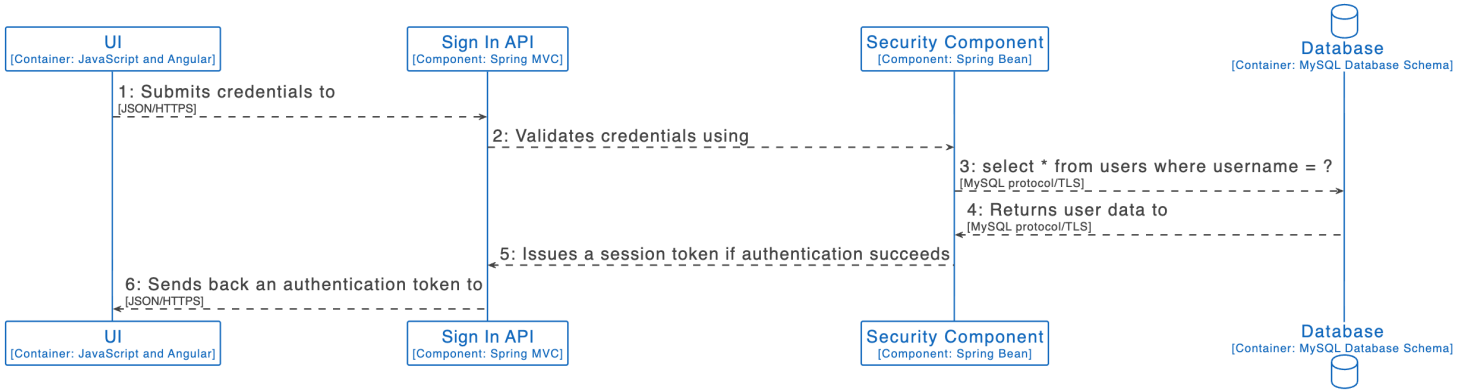 UI
[Container: JavaScript and Angular]
Sign In API
[Component: Spring MVC]
Security Component
[Component: Spring Bean]
Database
[Container: MySQL Database Schema]
1: Submits credentials to
[JSON/HTTPS]
2: Validates credentials using
3: select * from users where username = ?
[MySQL protocol/TLS]
4: Returns user data to
[MySQL protocol/TLS]
5: Issues a session token if authentication succeeds
6: Sends back an authentication token to
[JSON/HTTPS]
UI
[Container: JavaScript and Angular]
Sign In API
[Component: Spring MVC]
Security Component
[Component: Spring Bean]
Database
[Container: MySQL Database Schema]